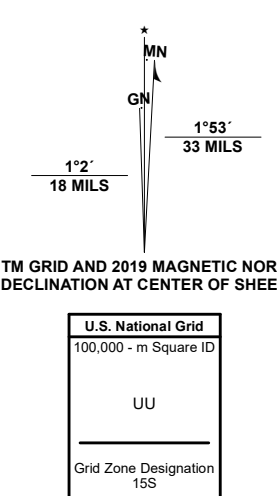 ★
MN
GN
1°53´
33 MILS
1°2´
18 MILS
TM GRID AND 2019 MAGNETIC NOR
DECLINATION AT CENTER OF SHEE
U.S. National Grid
100,000 - m Square ID
UU
Grid Zone Designation
15S